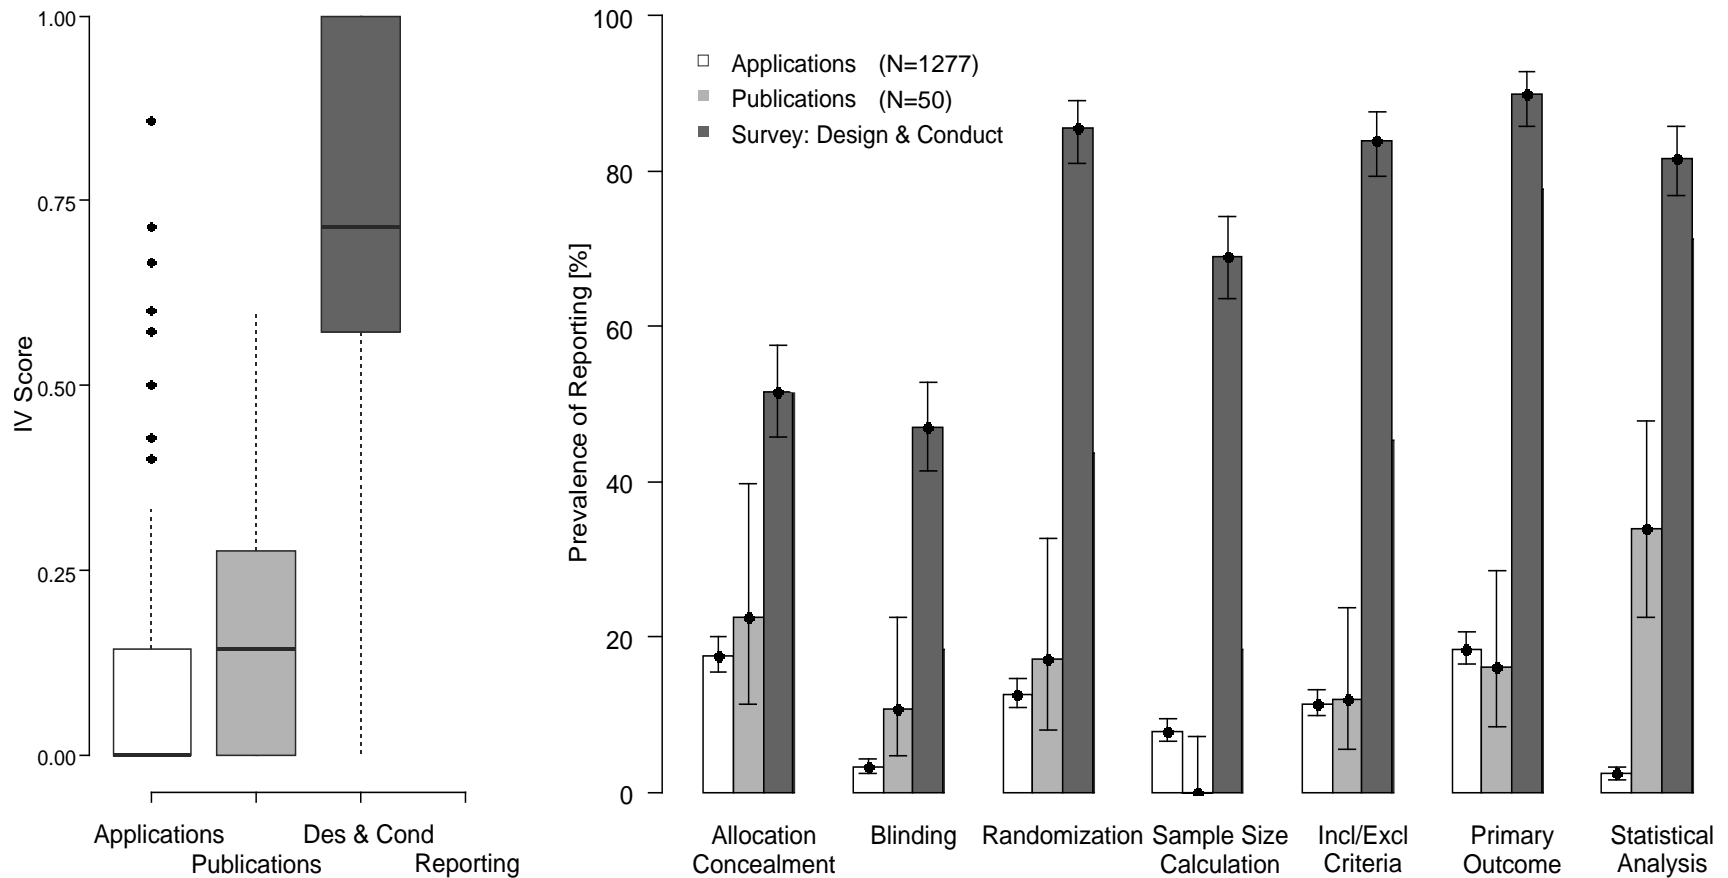 1.00
0.75
0.50
0.25
0.00
IV Score
Applications
Publications
Des & Cond
Reporting
100
80
60
40
20
0
Prevalence of Reporting [%]
Applications (N=1277)
Publications (N=50)
Survey: Design & Conduct
Allocation
Concealment
Blinding
Randomization
Sample Size
Calculation
Incl/Excl
Criteria
Primary
Outcome
Statistical
Analysis